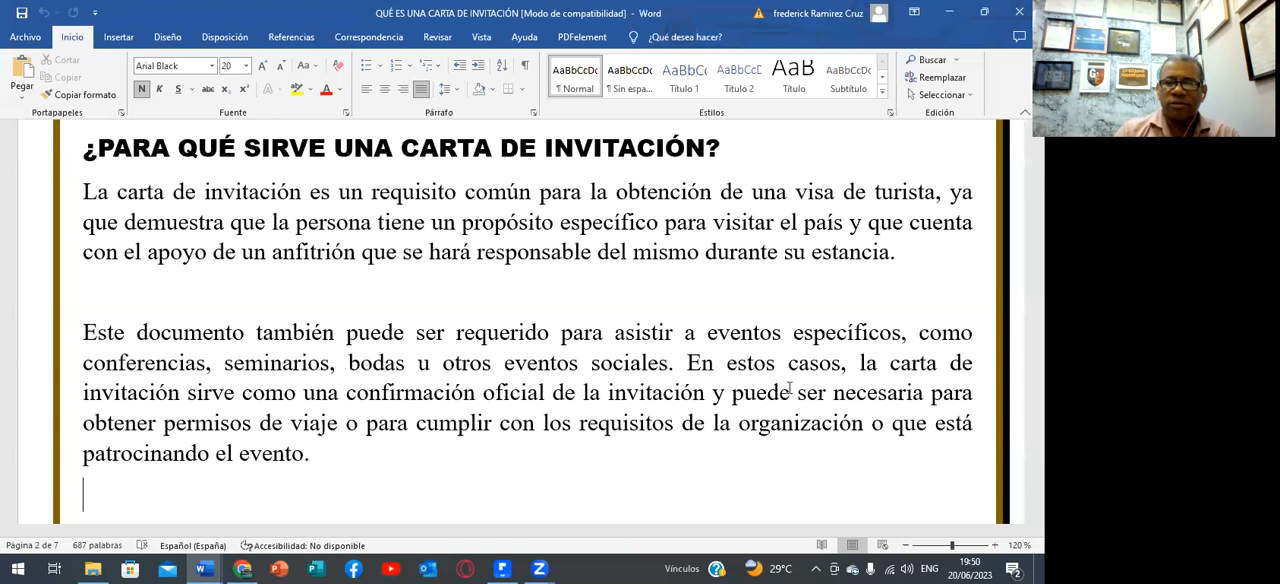 QUÉ ES UNA CARTA DE INVITACIÓN [Modo de compatibilidad] - Word
frederick Ramirez Cruz
Archivo Inicio Insertar Diseño Disposición Referencias Correspondencia Revisar Vista Ayuda PDFelement ¿Qué desea hacer?
Pegar
Cortar
Copiar
Copiar formato
Portapapeles
Arial Black 20
Aa
N K S abc x₂ x² A A
Fuente
Párrafo
AaBbCcDc AaBbCcDc AaBbCc AaBbCcC AaB AaBbCcDc
¶ Normal ¶ Sin espa... Título 1 Título 2 Título Subtítulo
Estilos
Buscar
Reemplazar
Seleccionar
Edición
¿PARA QUÉ SIRVE UNA CARTA DE INVITACIÓN?
La carta de invitación es un requisito común para la obtención de una visa de turista, ya
que demuestra que la persona tiene un propósito específico para visitar el país y que cuenta
con el apoyo de un anfitrión que se hará responsable del mismo durante su estancia.
Este documento también puede ser requerido para asistir a eventos específicos, como
conferencias, seminarios, bodas u otros eventos sociales. En estos casos, la carta de
invitación sirve como una confirmación oficial de la invitación y puede ser necesaria para
obtener permisos de viaje o para cumplir con los requisitos de la organización o que está
patrocinando el evento.
Página 2 de 7 687 palabras Español (España) Accesibilidad: No disponible 120 %
Vínculos 29°C ENG 19:50
20/06/2023